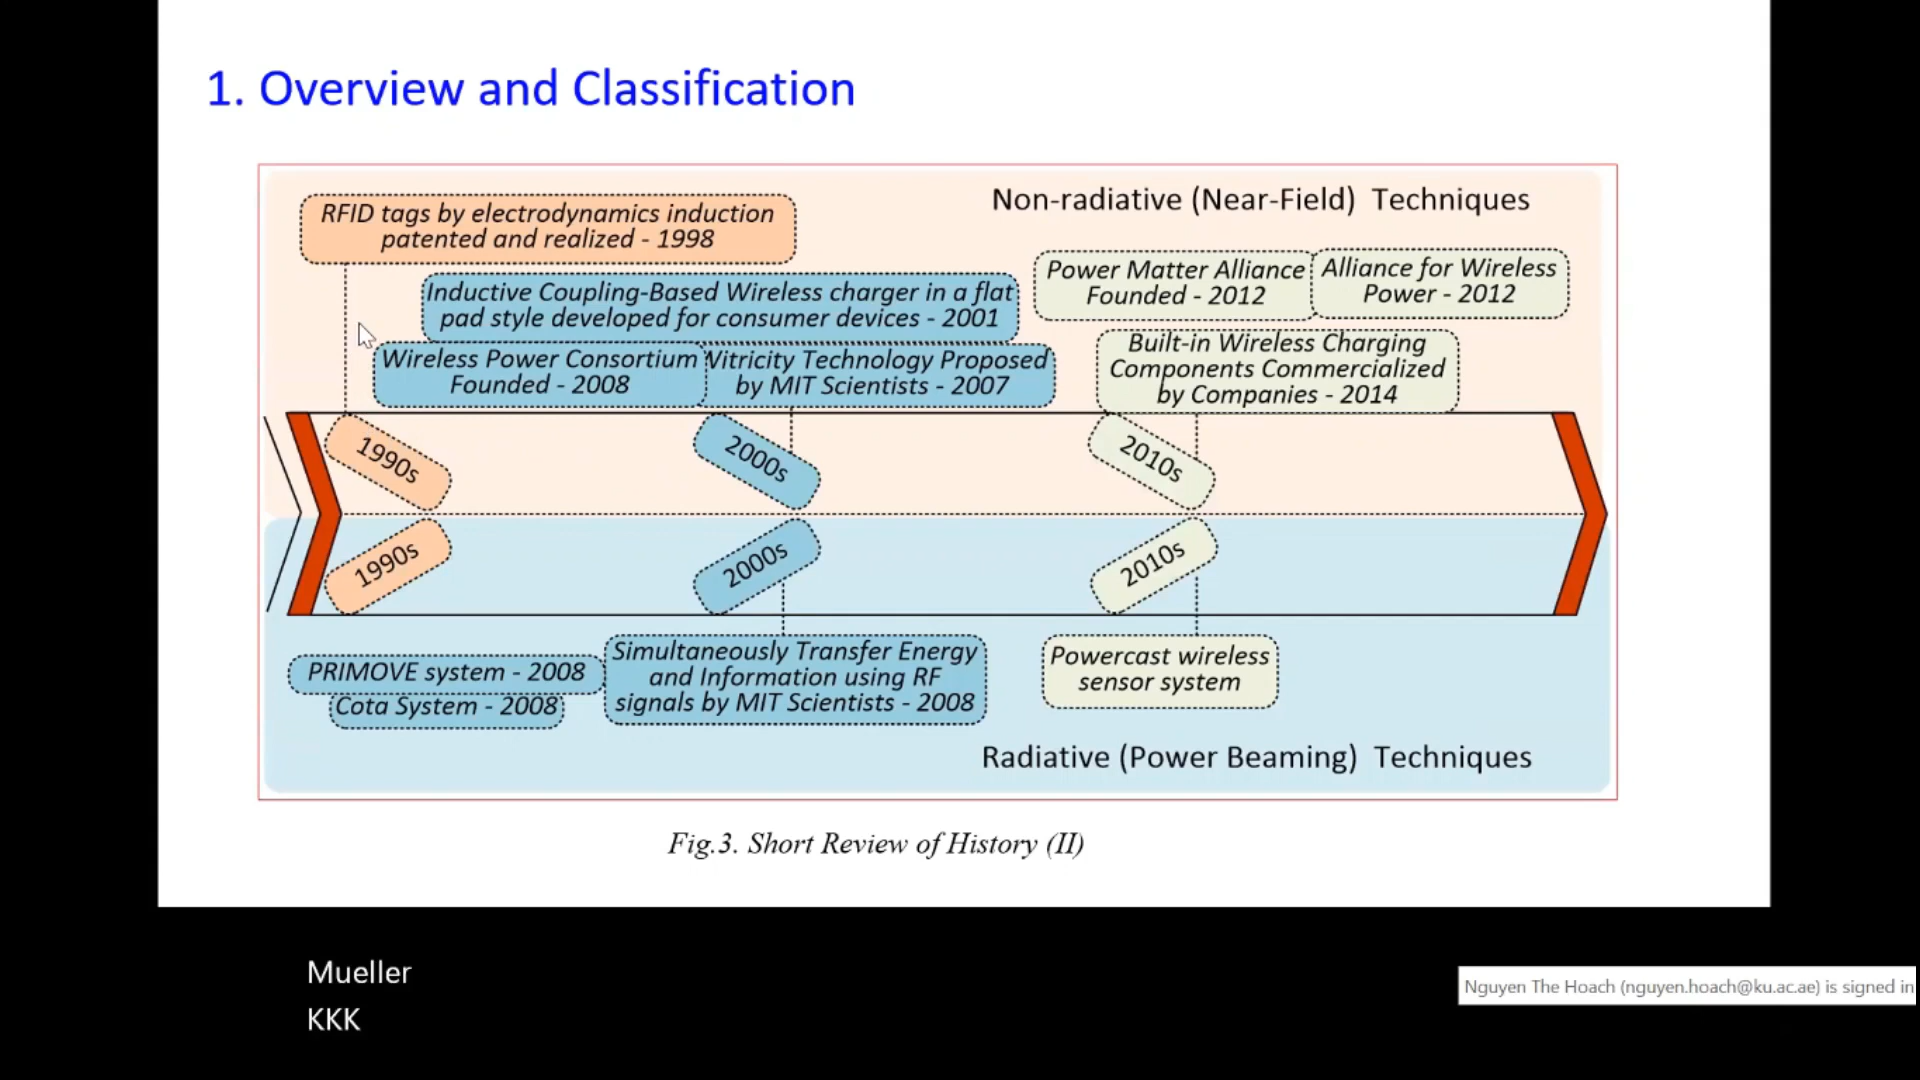 1. Overview and Classification
RFID tags by electrodynamics induction
patented and realized - 1998
Non-radiative (Near-Field) Techniques
Inductive Coupling-Based Wireless charger in a flat
pad style developed for consumer devices - 2001
Power Matter Alliance
Founded - 2012
Alliance for Wireless
Power - 2012
Wireless Power Consortium
Founded - 2008
Witricity Technology Proposed
by MIT Scientists - 2007
Built-in Wireless Charging
Components Commercialized
by Companies - 2014
1990s
2000s
2010s
1990s
2000s
2010s
PRIMOVE system - 2008
Cota System - 2008
Simultaneously Transfer Energy
and Information using RF
signals by MIT Scientists - 2008
Powercast wireless
sensor system
Radiative (Power Beaming) Techniques
Fig.3. Short Review of History (II)
Mueller
KKK
Nguyen The Hoach (nguyen.hoach@ku.ac.ae) is signed in